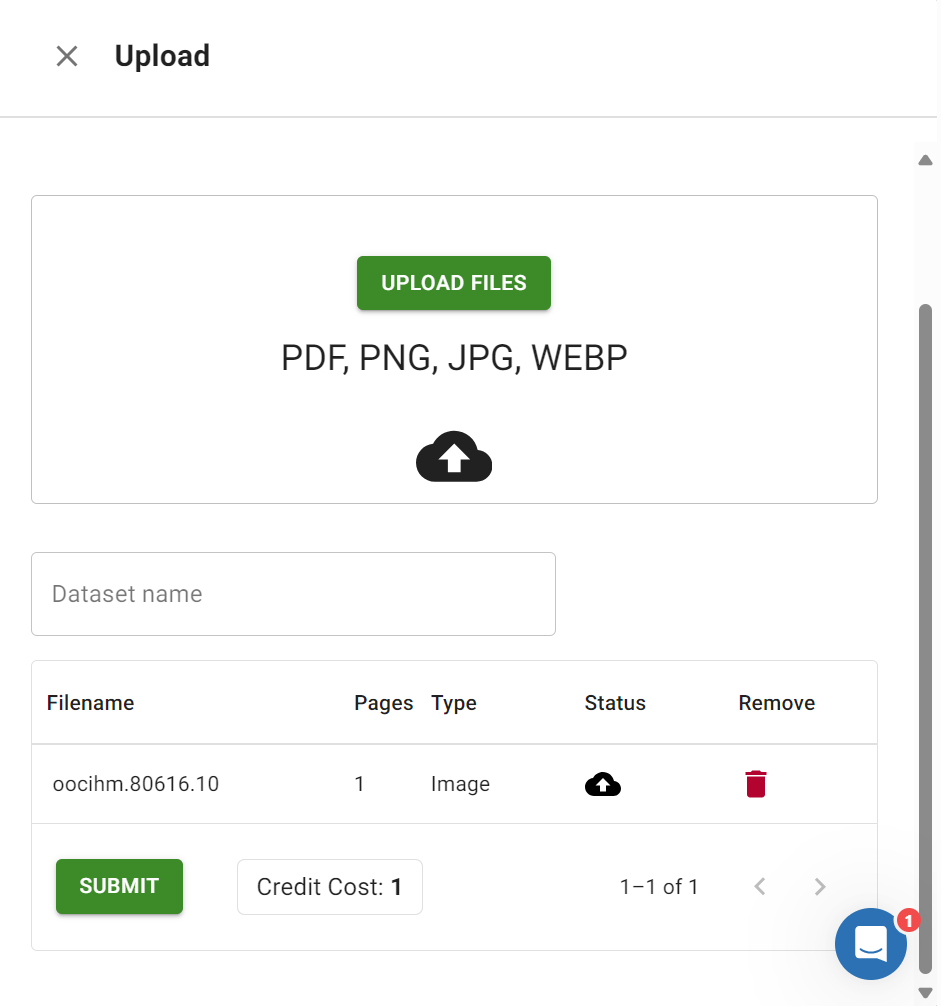 Upload
UPLOAD FILES
PDF, PNG, JPG, WEBP
Dataset name
Filename Pages Type Status Remove
oocihm.80616.10 1 Image
SUBMIT Credit Cost: 1 1–1 of 1
1